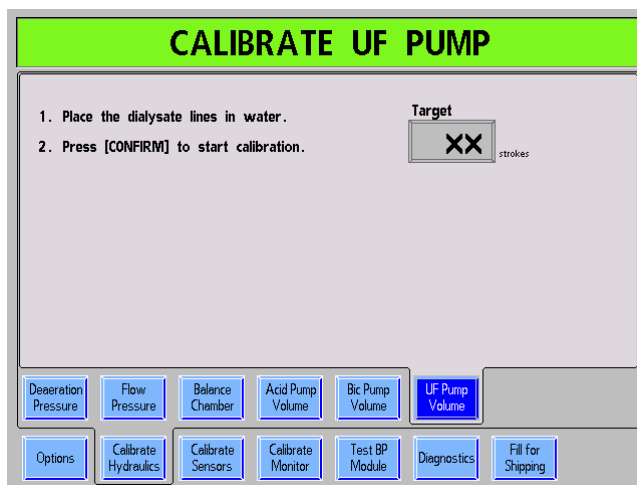 CALIBRATE UF PUMP
1. Place the dialysate lines in water.
2. Press [CONFIRM] to start calibration.
Target
XX
strokes
Deaeration
Pressure
Flow
Pressure
Balance
Chamber
Acid Pump
Volume
Bic Pump
Volume
UF Pump
Volume
Options
Calibrate
Hydraulics
Calibrate
Sensors
Calibrate
Monitor
Test BP
Module
Diagnostics
Fill for
Shipping